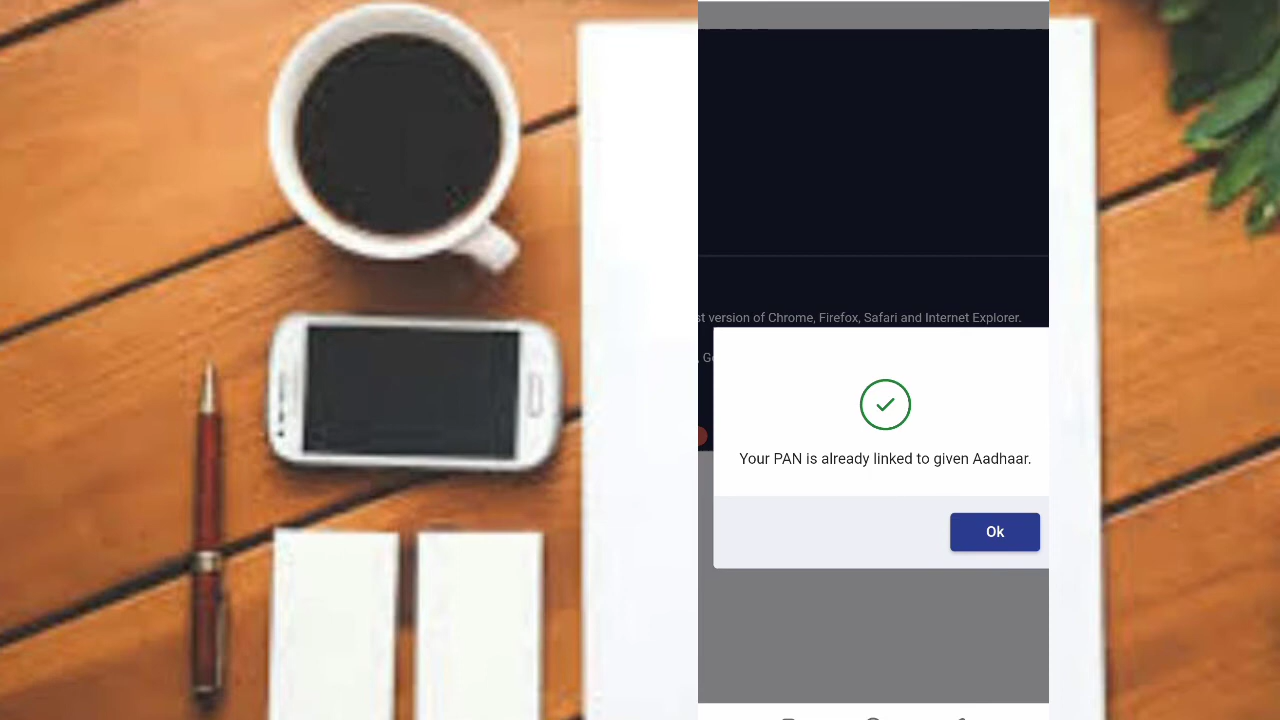 st version of Chrome, Firefox, Safari and Internet Explorer.
Your PAN is already linked to given Aadhaar.
Ok